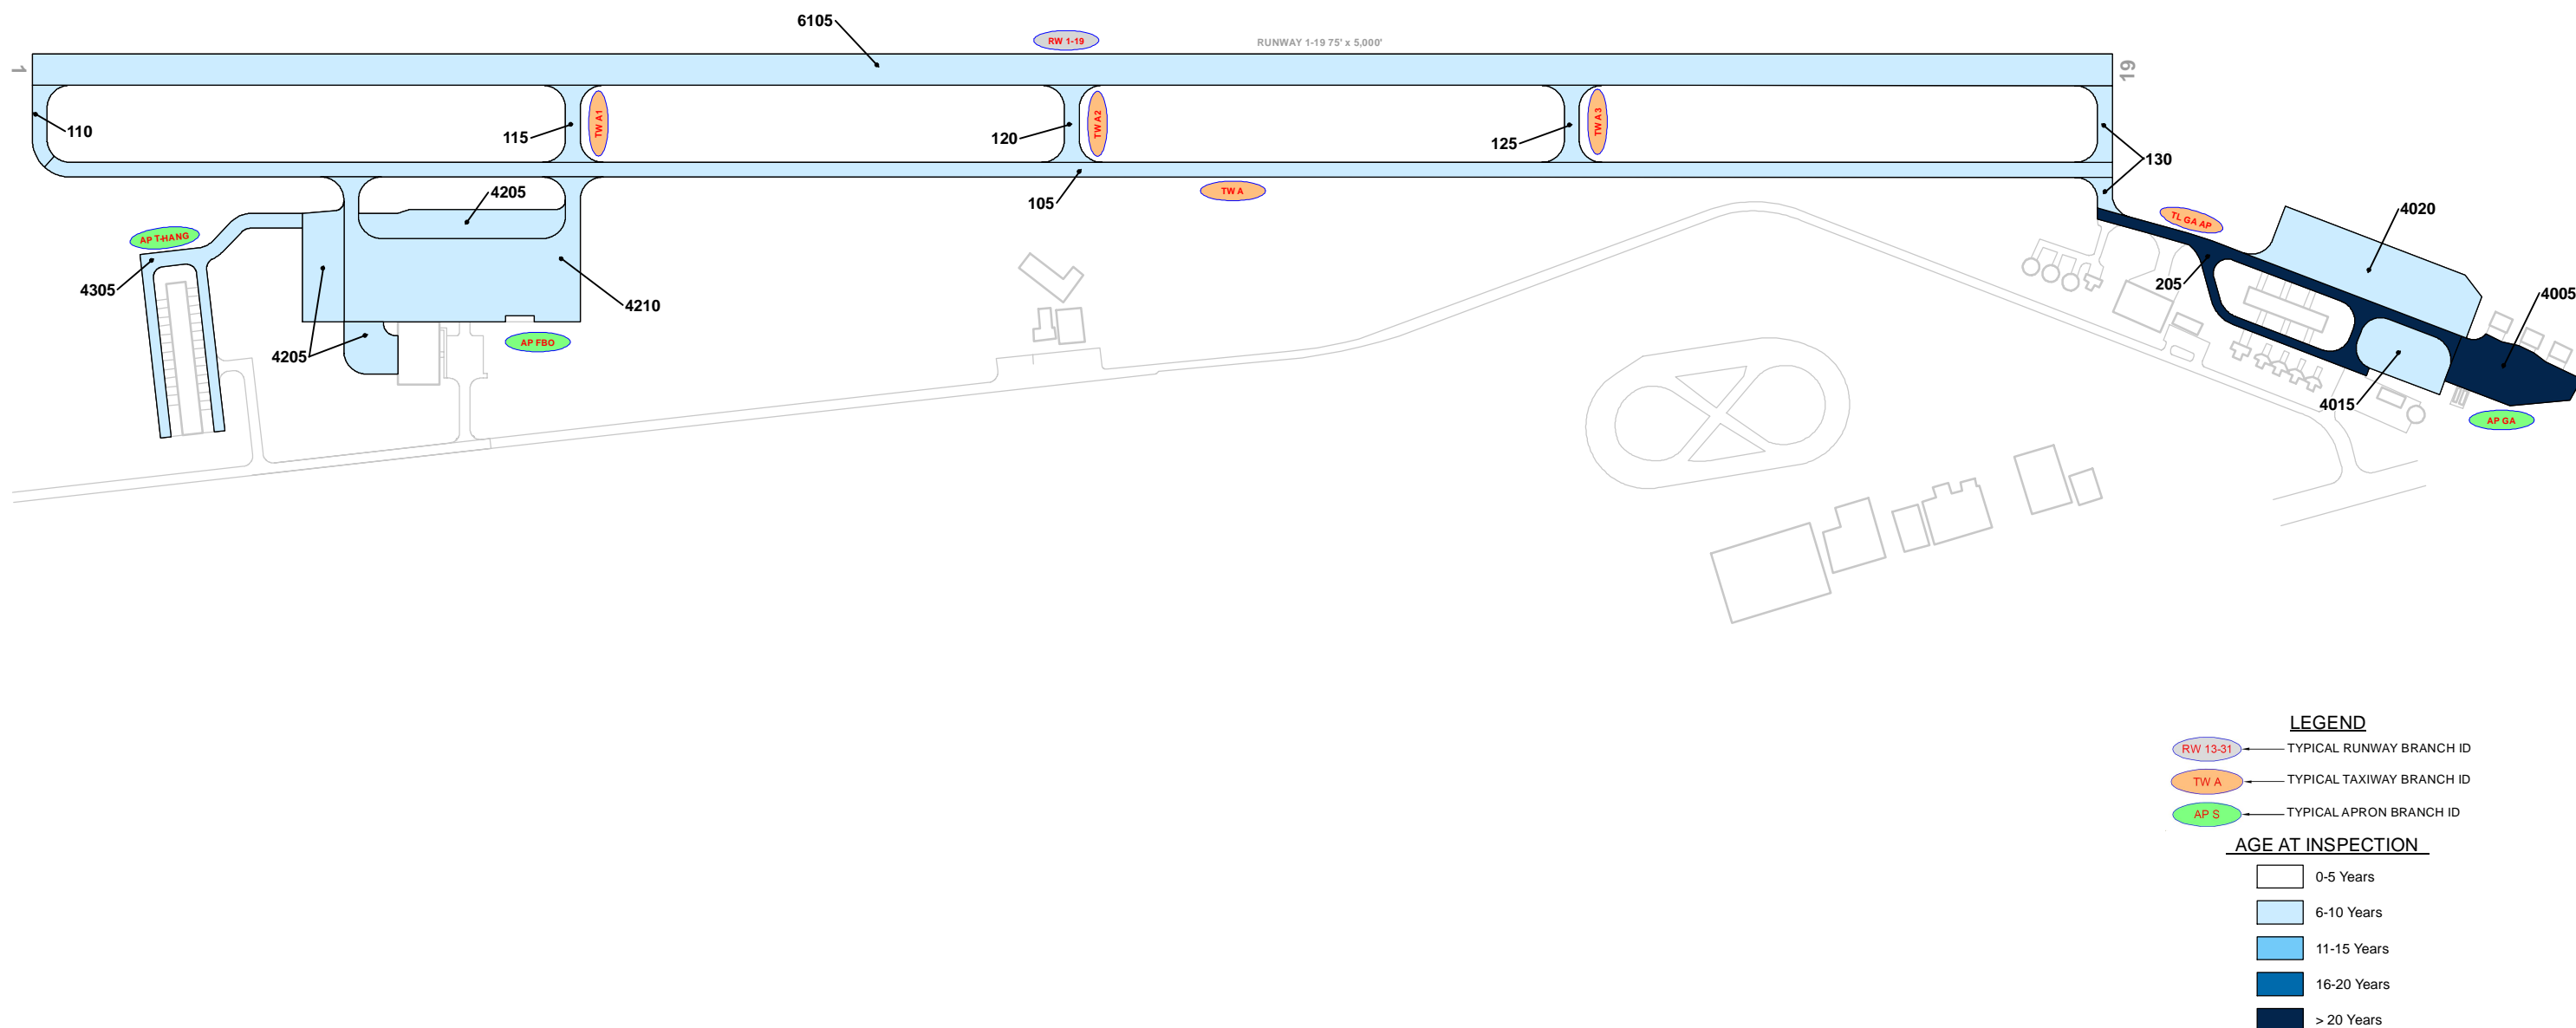 6105
RW 1-19
RUNWAY 1-19 75' x 5,000'
1
19
110
115
TW A1
120
TW A2
125
TW A3
130
4205
105
TW A
TL GA AP
4020
AP T-HANG
4305
4210
205
4005
4205
AP FBO
4015
AP GA
LEGEND
RW 13-31 TYPICAL RUNWAY BRANCH ID
TW A TYPICAL TAXIWAY BRANCH ID
AP S TYPICAL APRON BRANCH ID
AGE AT INSPECTION
0-5 Years
6-10 Years
11-15 Years
16-20 Years
> 20 Years